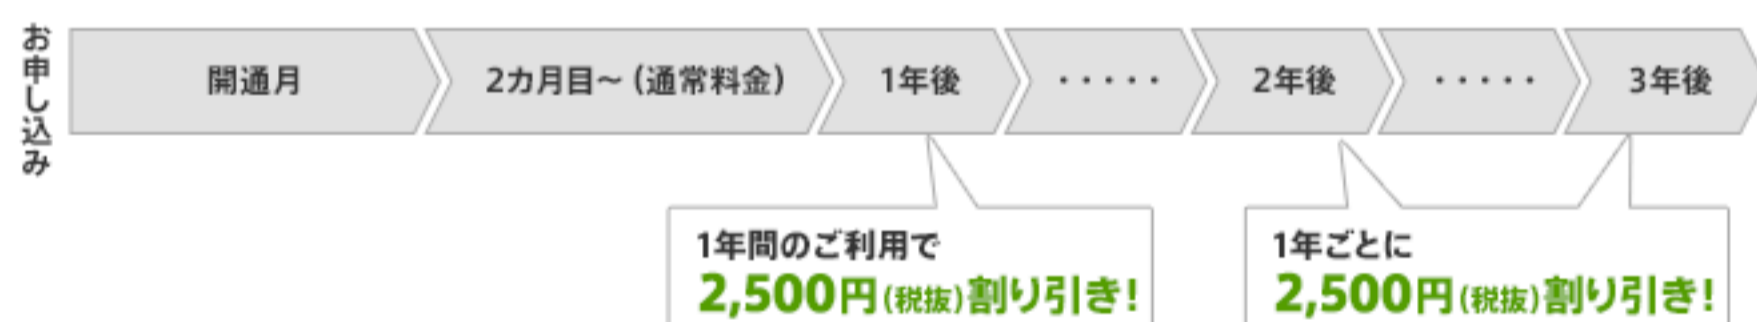 お申し込み
開通月
2カ月目～（通常料金）
1年後
・・・・・
2年後
・・・・・
3年後
1年間のご利用で
2,500円（税抜）割り引き！
1年ごとに
2,500円（税抜）割り引き！